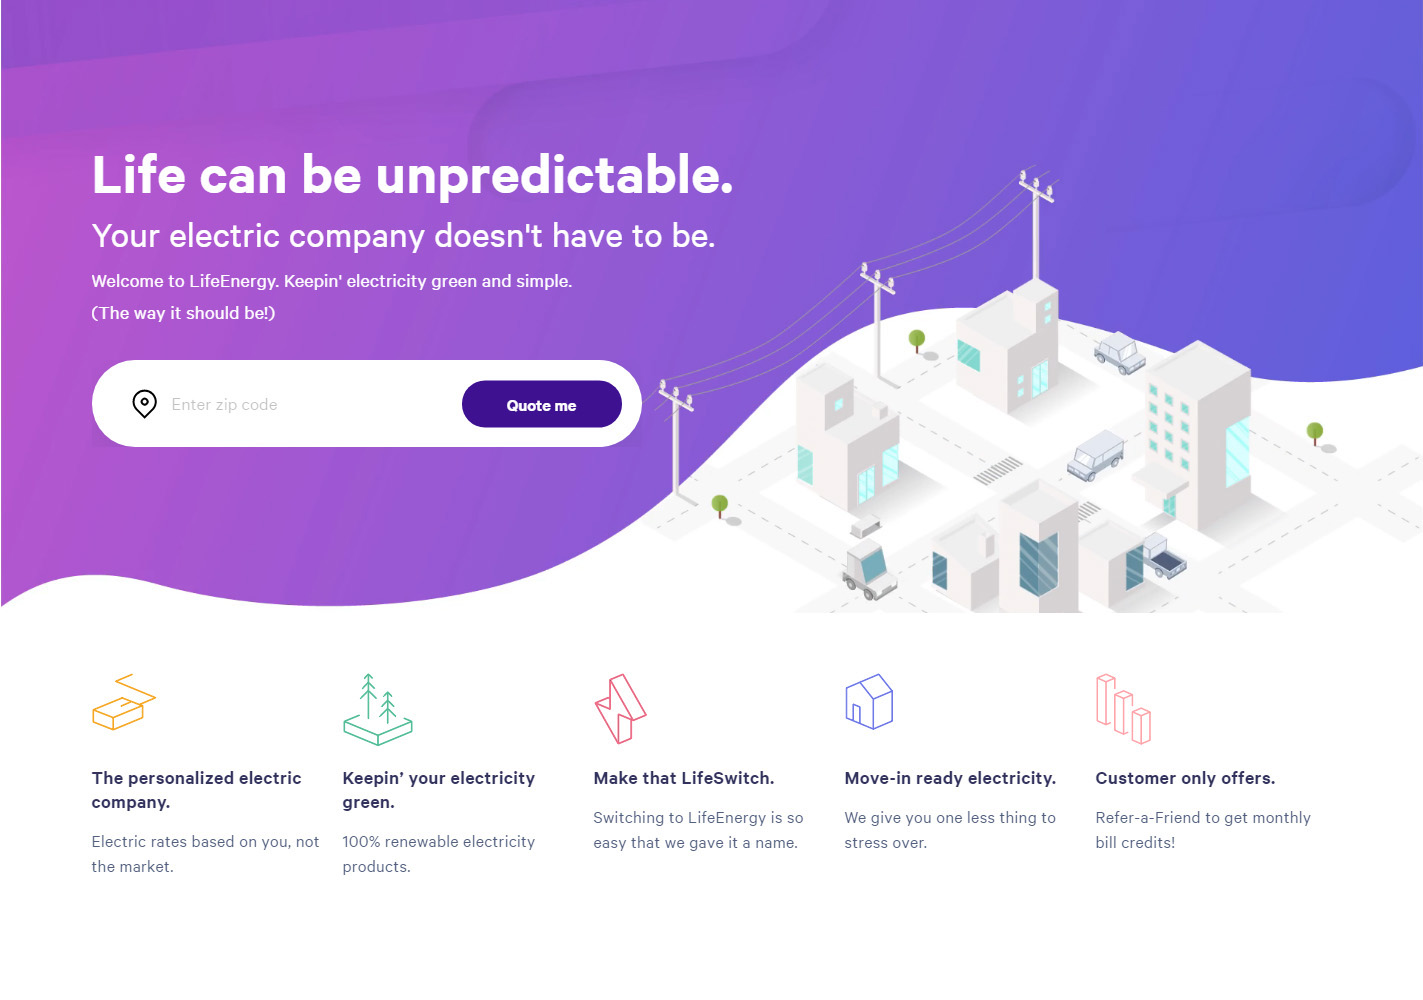 Life can be unpredictable.
Your electric company doesn't have to be.
Welcome to LifeEnergy. Keepin' electricity green and simple.
(The way it should be!)
Enter zip code
Quote me
The personalized electric
company.
Electric rates based on you, not
the market.
Keepin’ your electricity
green.
100% renewable electricity
products.
Make that LifeSwitch.
Switching to LifeEnergy is so
easy that we gave it a name.
Move-in ready electricity.
We give you one less thing to
stress over.
Customer only offers.
Refer-a-Friend to get monthly
bill credits!